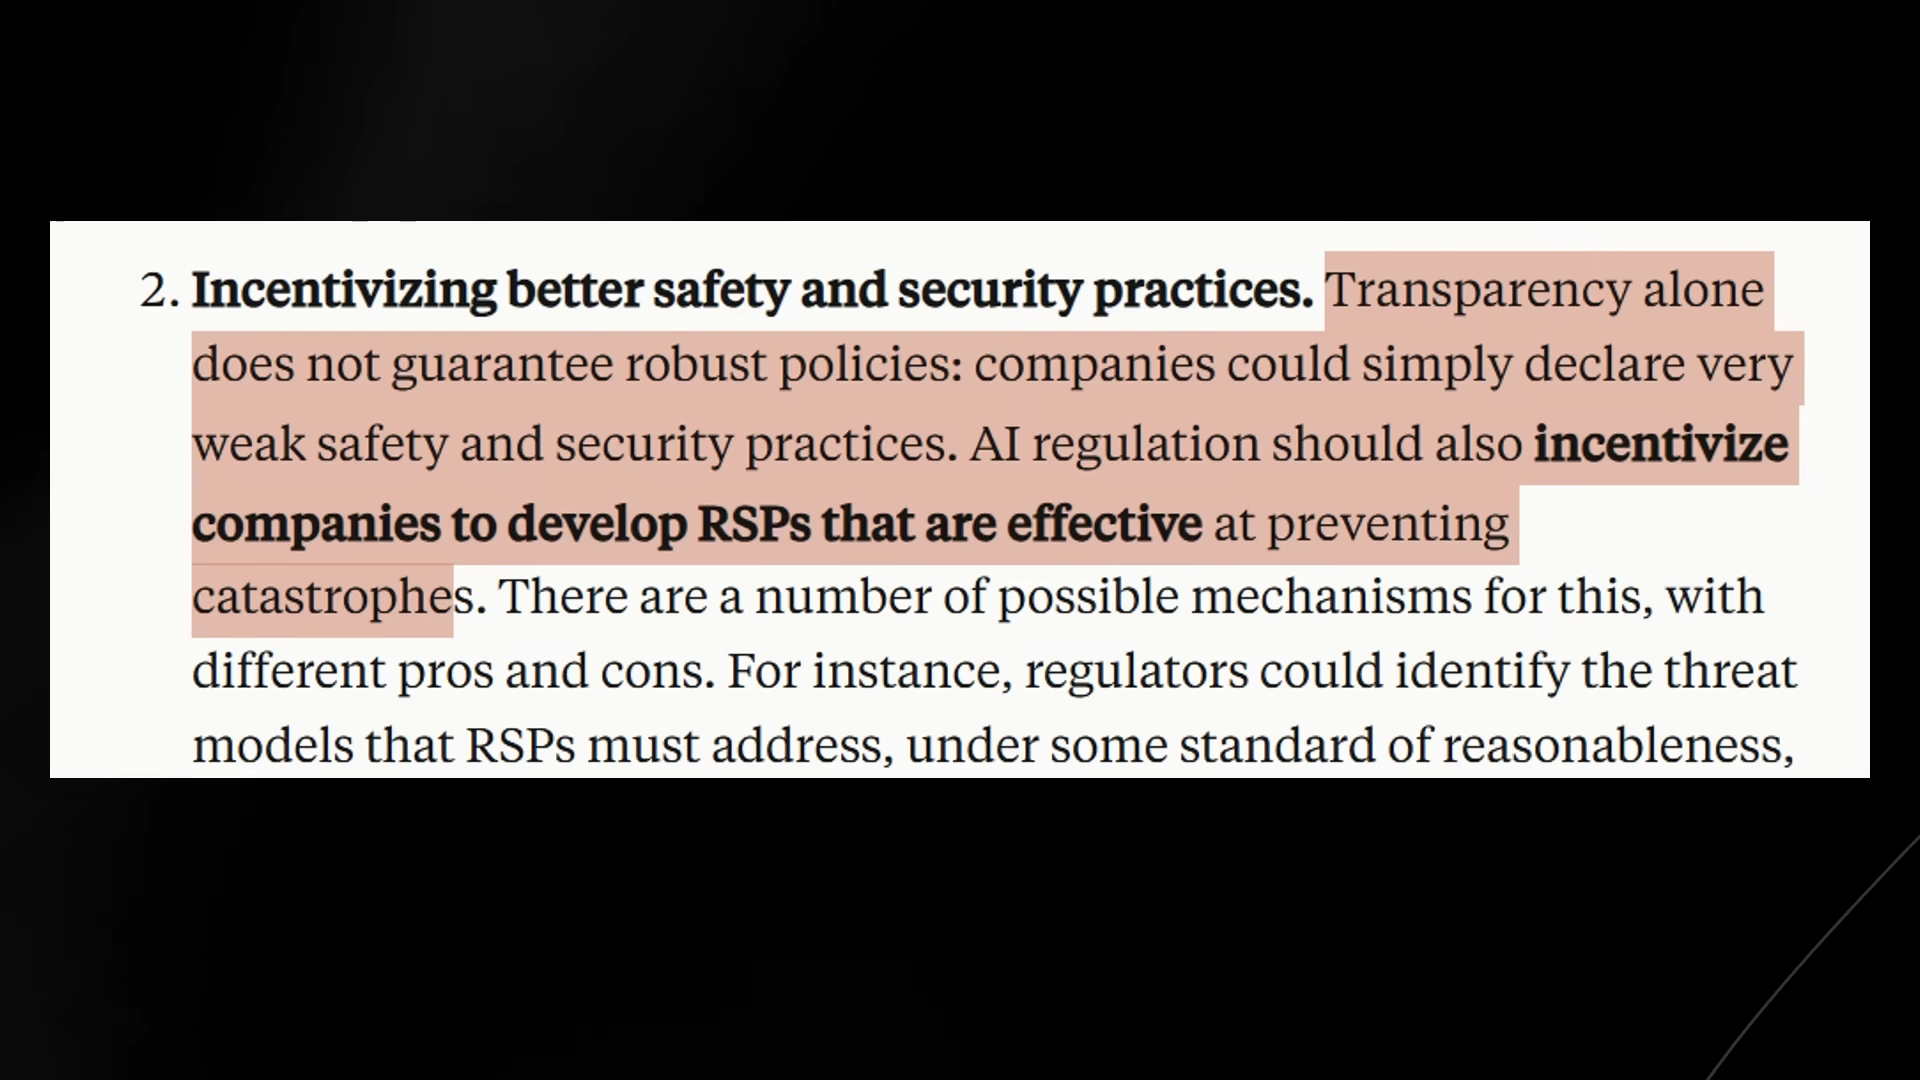 2. Incentivizing better safety and security practices. Transparency alone
does not guarantee robust policies: companies could simply declare very
weak safety and security practices. AI regulation should also incentivize
companies to develop RSPs that are effective at preventing
catastrophes. There are a number of possible mechanisms for this, with
different pros and cons. For instance, regulators could identify the threat
models that RSPs must address, under some standard of reasonableness,